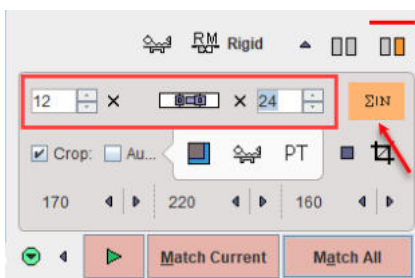 RM Rigid
12 × × 24 ΣIN
Crop: Au... PT
170 220 160
Match Current Match All